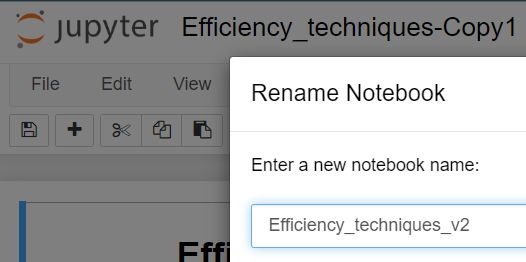 jupyter Efficiency_techniques-Copy1
File Edit View
Rename Notebook
Enter a new notebook name:
Efficiency_techniques_v2